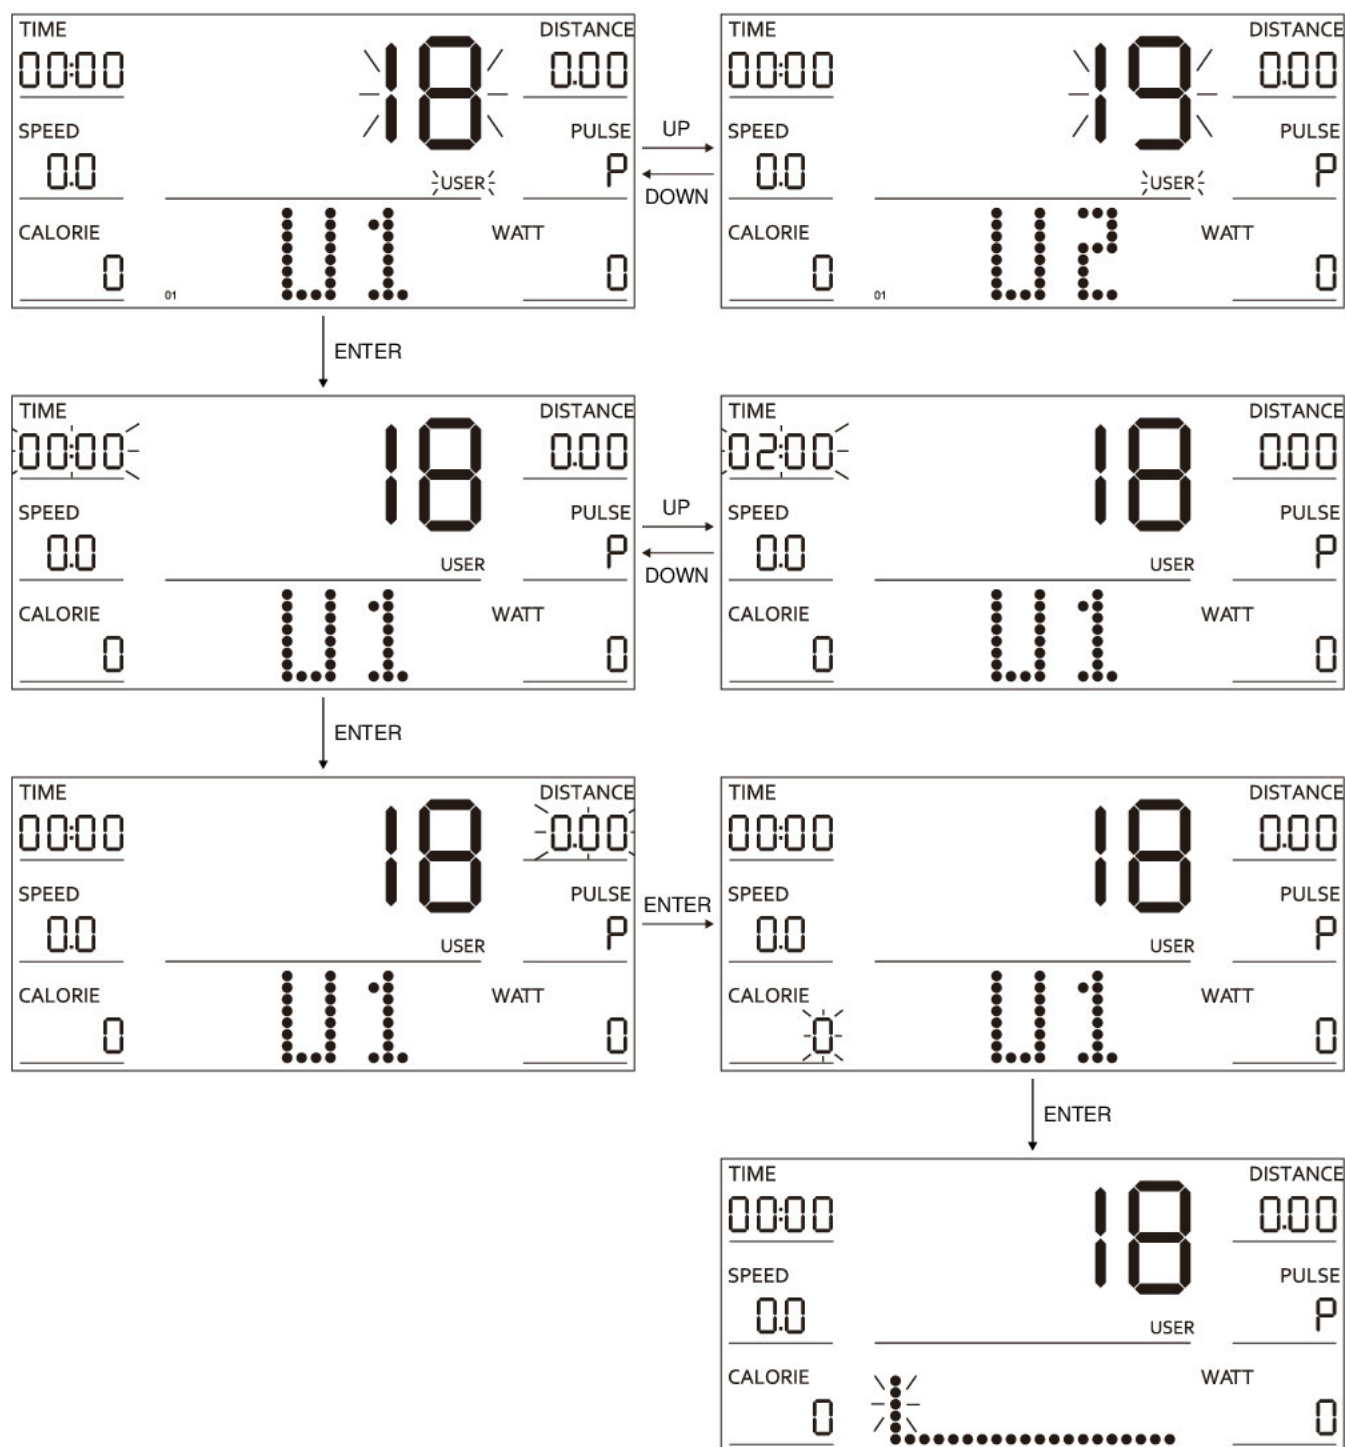 TIME 18 DISTANCE
00:00 0.00
SPEED PULSE
0.0 USER P
CALORIE U1 WATT
0 01 0
UP
DOWN
TIME 19 DISTANCE
00:00 0.00
SPEED PULSE
0.0 USER P
CALORIE U2 WATT
0 01 0
ENTER
TIME 18 DISTANCE
00:00 0.00
SPEED PULSE
0.0 USER P
CALORIE U1 WATT
0 0
UP
DOWN
TIME 18 DISTANCE
02:00 0.00
SPEED PULSE
0.0 USER P
CALORIE U1 WATT
0 0
ENTER
TIME 18 DISTANCE
00:00 0.00
SPEED PULSE
0.0 USER P
CALORIE U1 WATT
0 0
ENTER
TIME 18 DISTANCE
00:00 0.00
SPEED PULSE
0.0 USER P
CALORIE U1 WATT
0 0
ENTER
TIME 18 DISTANCE
00:00 0.00
SPEED PULSE
0.0 USER P
CALORIE WATT
0 0